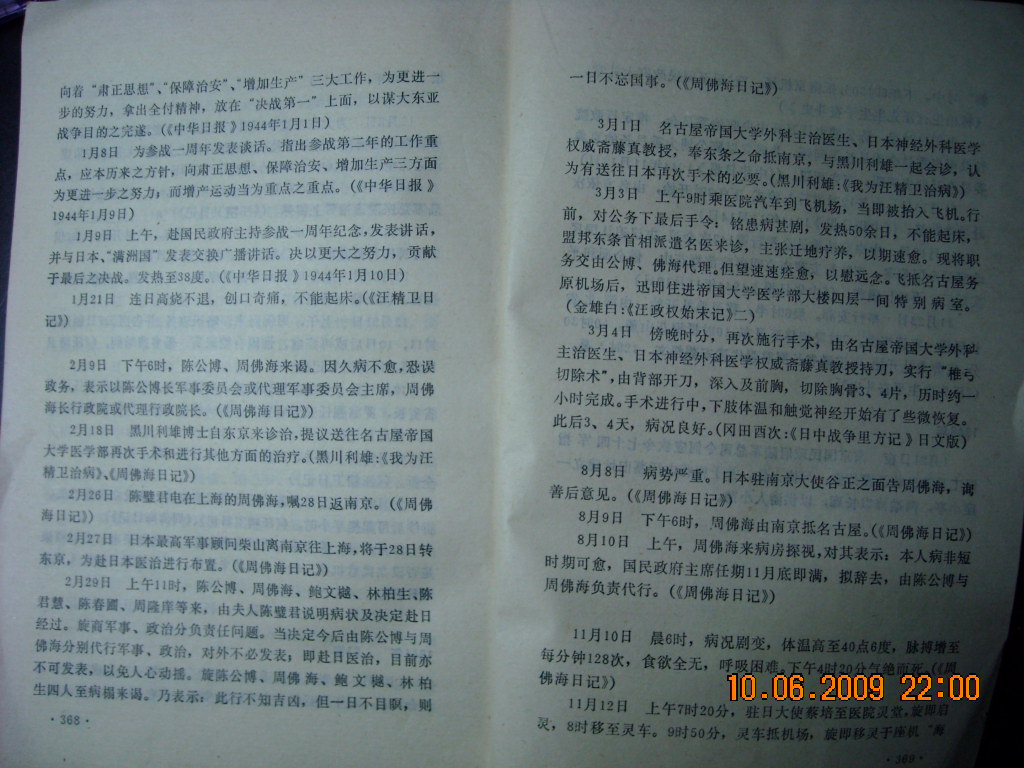 向着“肃正思想”、“保障治安”、“增加生产”三大工作，为更进一
步的努力，拿出全付精神，放在“决战第一”上面，以谋大东亚
战争目的之完遂。(《中华日报》1944年1月1日)
1月8日 为参战一周年发表谈话。指出参战第二年的工作重
点，应本历来之方针，向肃正思想、保障治安、增加生产三方面
为更进一步之努力；而增产运动当为重点之重点。(《中华日报》
1944年1月9日)
1月9日 上午，赴国民政府主持参战一周年纪念，发表讲话，
并与日本、“满洲国”发表交换广播讲话。决以更大之努力，贡献
于最后之决战。发热至38度。(《中华日报》1944年1月10日)
1月21日 连日高烧不退，创口奇痛，不能起床。(《汪精卫日
记》)
2月9日 下午6时，陈公博、周佛海来谒。因久病不愈，恐误
政务，表示以陈公博长军事委员会或代理军事委员会主席，周佛
海长行政院或代理行政院长。(《周佛海日记》)
2月18日 黑川利雄博士自东京来诊治，提议送往名古屋帝国
大学医学部再次手术和进行其他方面的治疗。(黑川利雄:《我为汪
精卫治病》、《周佛海日记》)
2月26日 陈璧君电在上海的周佛海，嘱28日返南京。(《周佛
海日记》)
2月27日 日本最高军事顾问柴山离南京往上海，将于28日转
东京，为赴日本医治进行布置。(《周佛海日记》)
2月29日 上午11时，陈公博、周佛海、鲍文樾、林柏生、陈
君慧、陈春圃、周隆庠等来，由夫人陈璧君说明病状及决定赴日
经过。旋商军事、政治分负责任问题。当决定今后由陈公博与周
佛海分别代行军事、政治，对外不必发表；即赴日医治，目前亦
不可发表，以免人心动摇。旋陈公博、周佛海、鲍文樾、林柏
生四人至病榻来谒。乃表示：此行不知吉凶，但一日不目瞑，则
·368·
一日不忘国事。(《周佛海日记》)
3月1日 名古屋帝国大学外科主治医生、日本神经外科医学
权威斋藤真教授，奉东条之命抵南京，与黑川利雄一起会诊，认
为有送往日本再次手术的必要。(黑川利雄:《我为汪精卫治病》)
3月3日 上午9时乘医院汽车到飞机场，当即被抬入飞机。行
前，对公务下最后手令：铭患病甚剧，发热50余日，不能起床，
盟邦东条首相派遣名医来诊，主张迁地疗养，以期速愈。现将职
务交由公博、佛海代理。但望速速痊愈，以慰远念。飞抵名古屋务
原机场后，迅即住进帝国大学医学部大楼四层一间特别病室。
(金雄白:《汪政权始末记》二)
3月4日 傍晚时分，再次施行手术，由名古屋帝国大学外科
主治医生、日本神经外科医学权威斋藤真教授持刀，实行“椎弓
切除术”，由背部开刀，深入及前胸，切除胸骨3、4片，历时约一
小时完成。手术进行中，下肢体温和触觉神经开始有了些微恢复。
此后3、4天，病况良好。(冈田酉次:《日中战争里方记》日文版)
8月8日 病势严重。日本驻南京大使谷正之面告周佛海，询
善后意见。(《周佛海日记》)
8月9日 下午6时，周佛海由南京抵名古屋。(《周佛海日记》)
8月10日 上午，周佛海来病房探视，对其表示：本人病非短
时期可愈，国民政府主席任期11月底即满，拟辞去，由陈公博与
周佛海负责代行。(《周佛海日记》)
11月10日 晨6时，病况剧变，体温高至40点6度，脉搏增至
每分钟128次，食欲全无，呼吸困难。下午4时20分气绝而死。(《周
佛海日记》)
11月12日 上午7时20分，驻日大使蔡培至医院灵堂，旋即启
灵，8时移至灵车。9时50分，灵车抵机场，旋即移灵于座机“海
·369·
10.06.2009 22:00